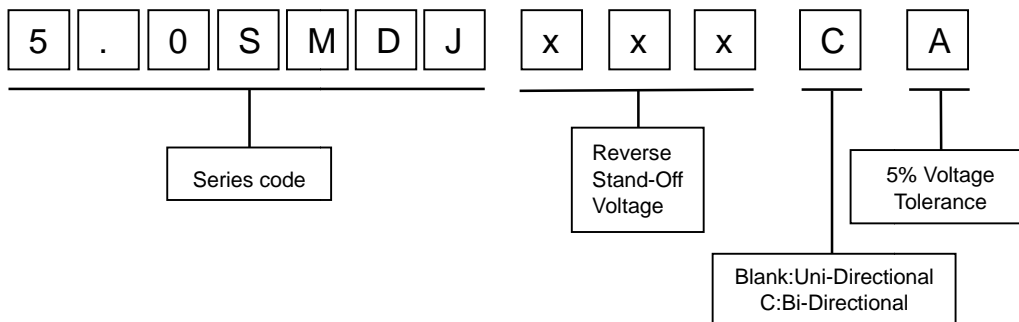 5 . 0 S M D J x x x C A
Series code
Reverse
Stand-Off
Voltage
5% Voltage
Tolerance
Blank:Uni-Directional
C:Bi-Directional